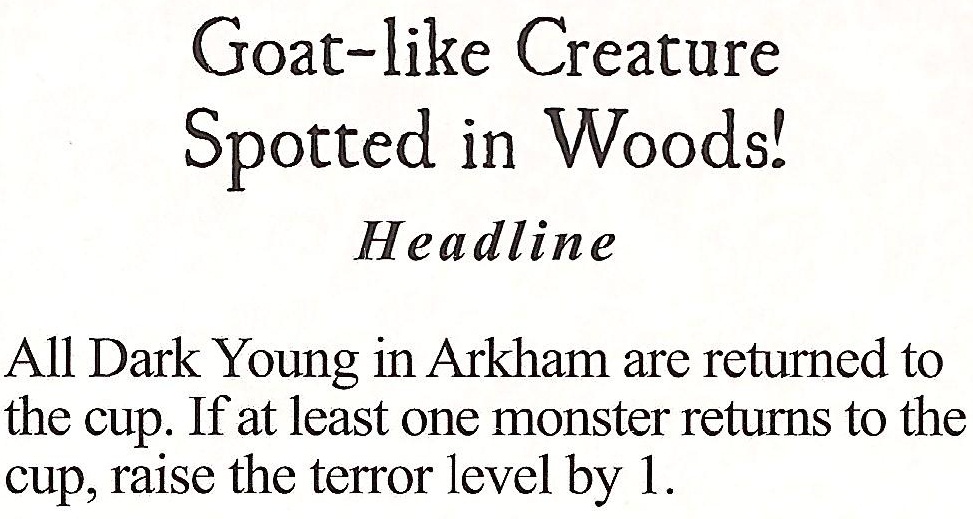 Goat-like Creature
Spotted in Woods!
Headline
All Dark Young in Arkham are returned to
the cup. If at least one monster returns to the
cup, raise the terror level by 1.